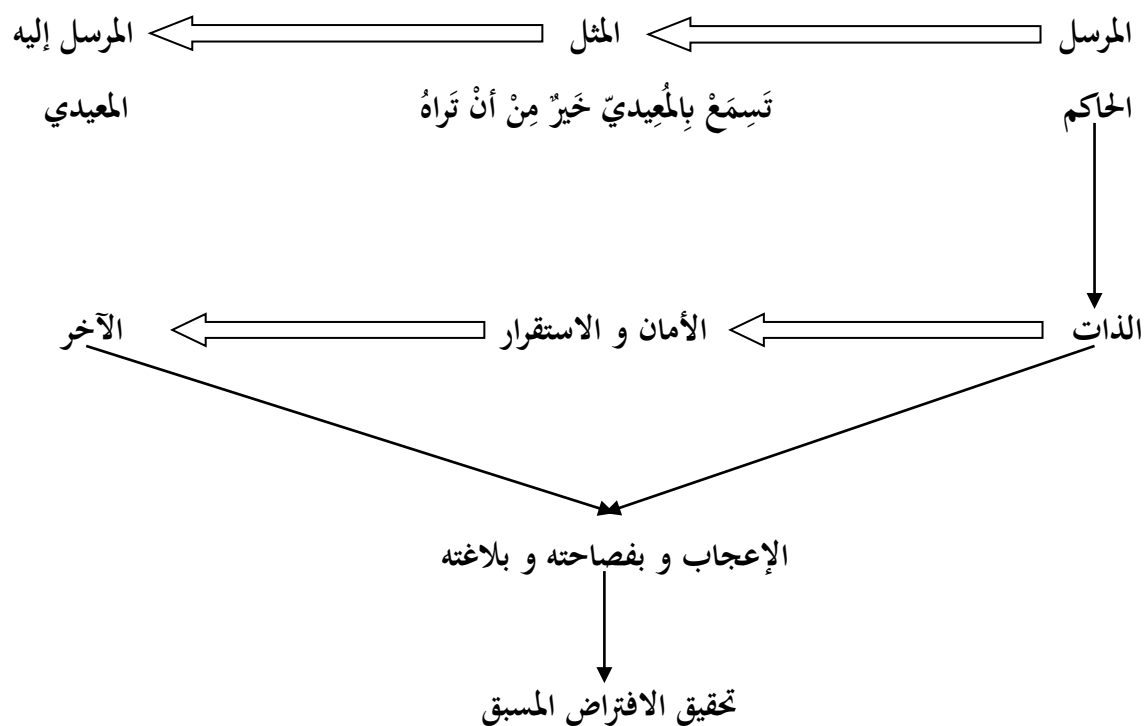 المرسل المثل المرسل إليه
الحاكم تَسِمَعْ بِالمُعِيديّ خَيرٌ مِنْ أنْ تَراهُ المعيدي
الذات الأمان و الاستقرار الآخر
الإعجاب و بفصاحته و بلاغته
تحقيق الافتراض المسبق